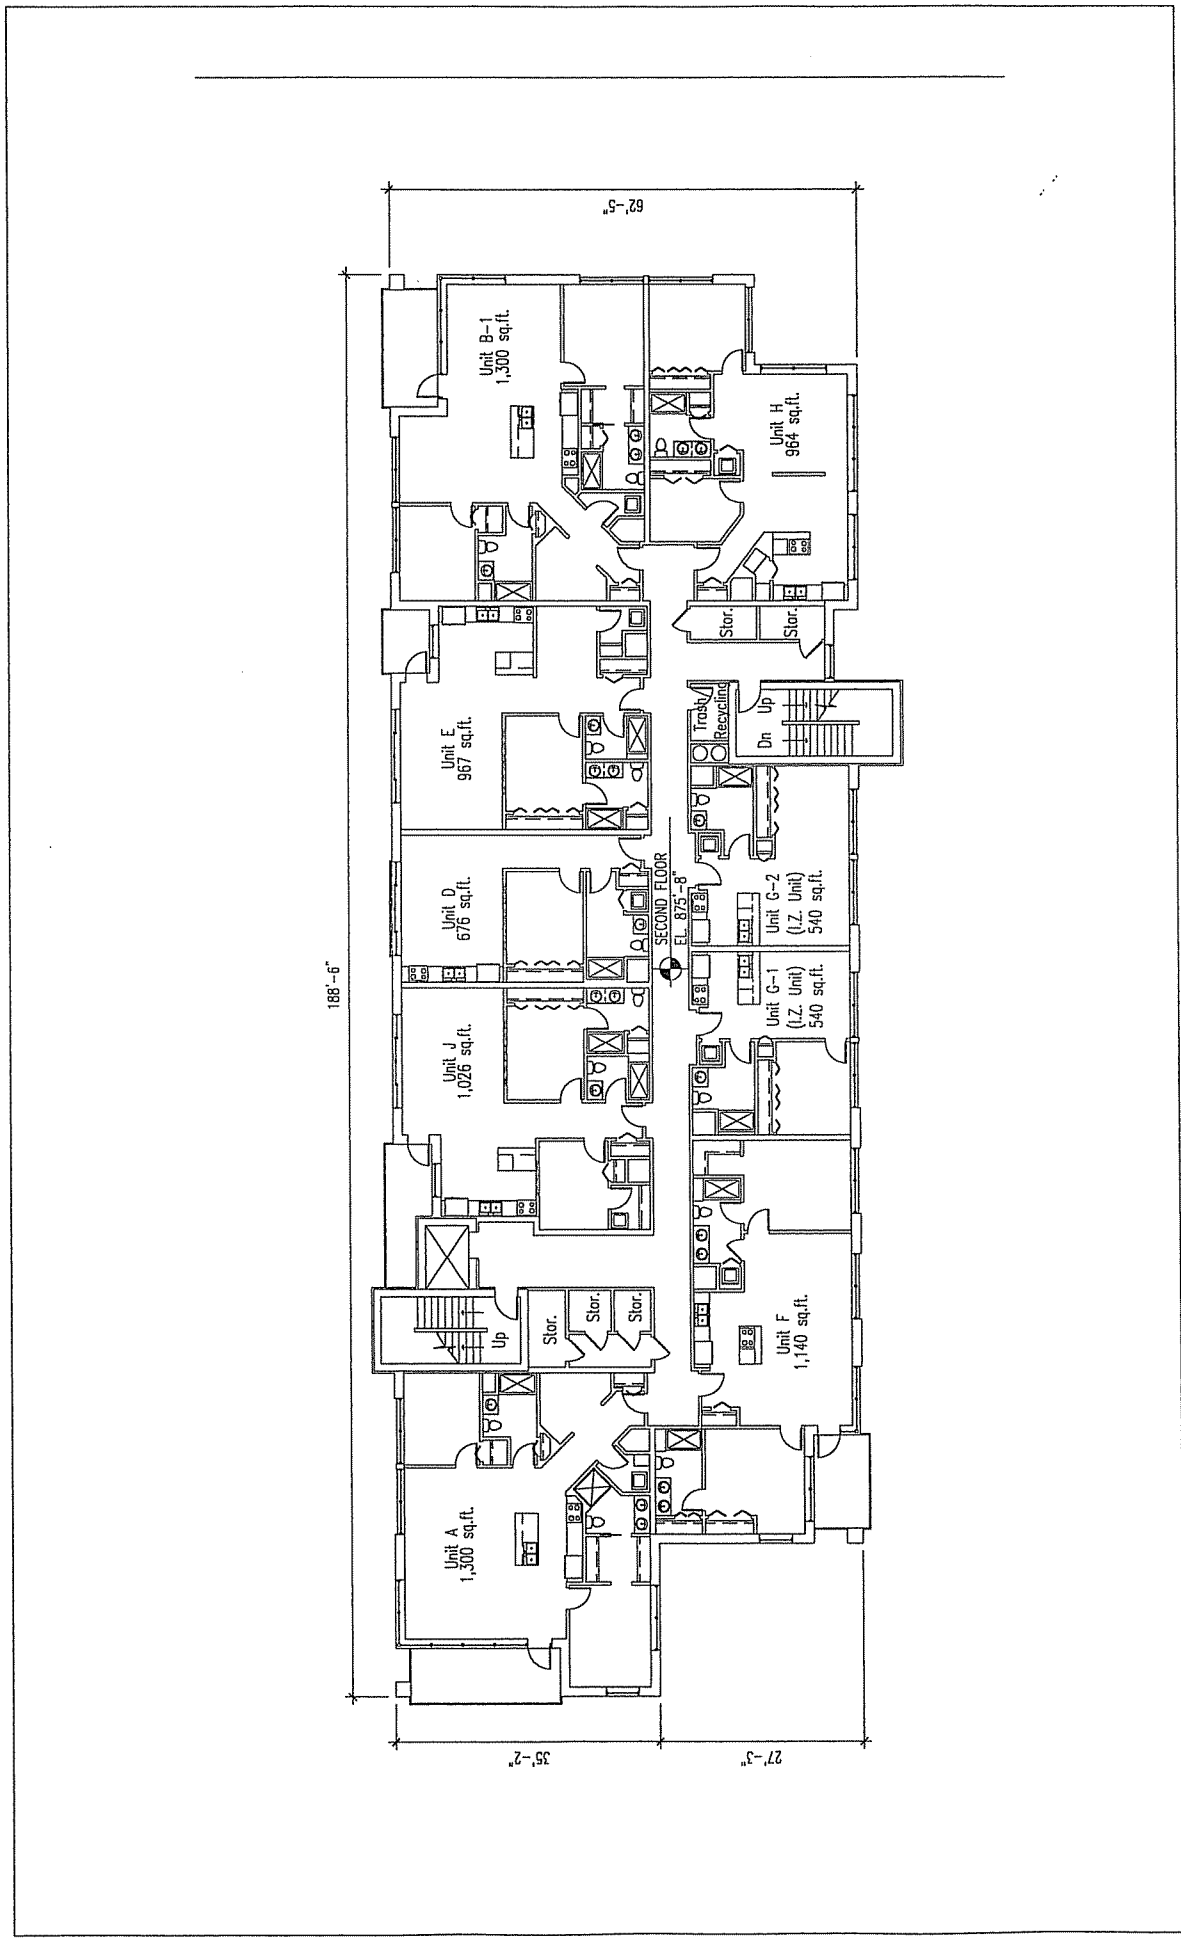 62'-5"
188'-6"
Unit B-1
1,300 sq.ft.
Unit H
964 sq.ft.
Stor.
Stor.
Unit E
967 sq.ft.
Trash
Recycling
Up
Dn
Unit D
676 sq.ft.
SECOND FLOOR
EL. 875'-8"
Unit G-2
(I.Z. Unit)
540 sq.ft.
Unit J
1,026 sq.ft.
Unit G-1
(I.Z. Unit)
540 sq.ft.
Up
Stor.
Stor.
Stor.
Unit F
1,140 sq.ft.
Unit A
1,300 sq.ft.
35'-2"
27'-3"